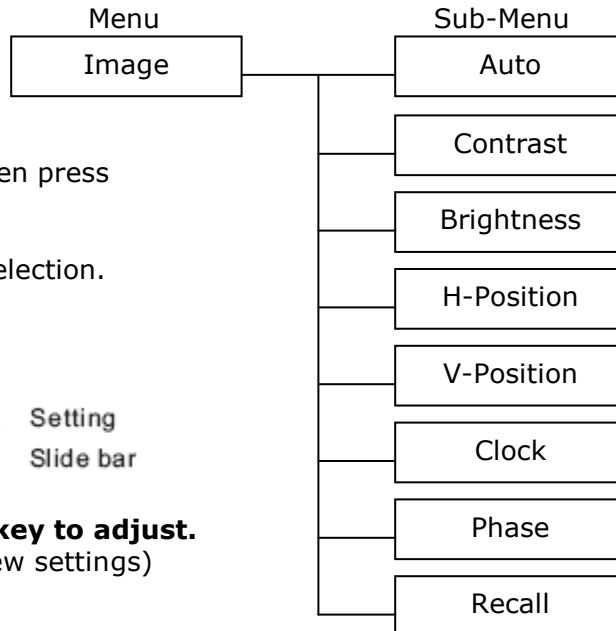 Menu
Sub-Menu
Image
Auto
Contrast
en press
Brightness
election.
H-Position
V-Position
Setting
Slide bar
Clock
key to adjust.
ew settings)
Phase
Recall